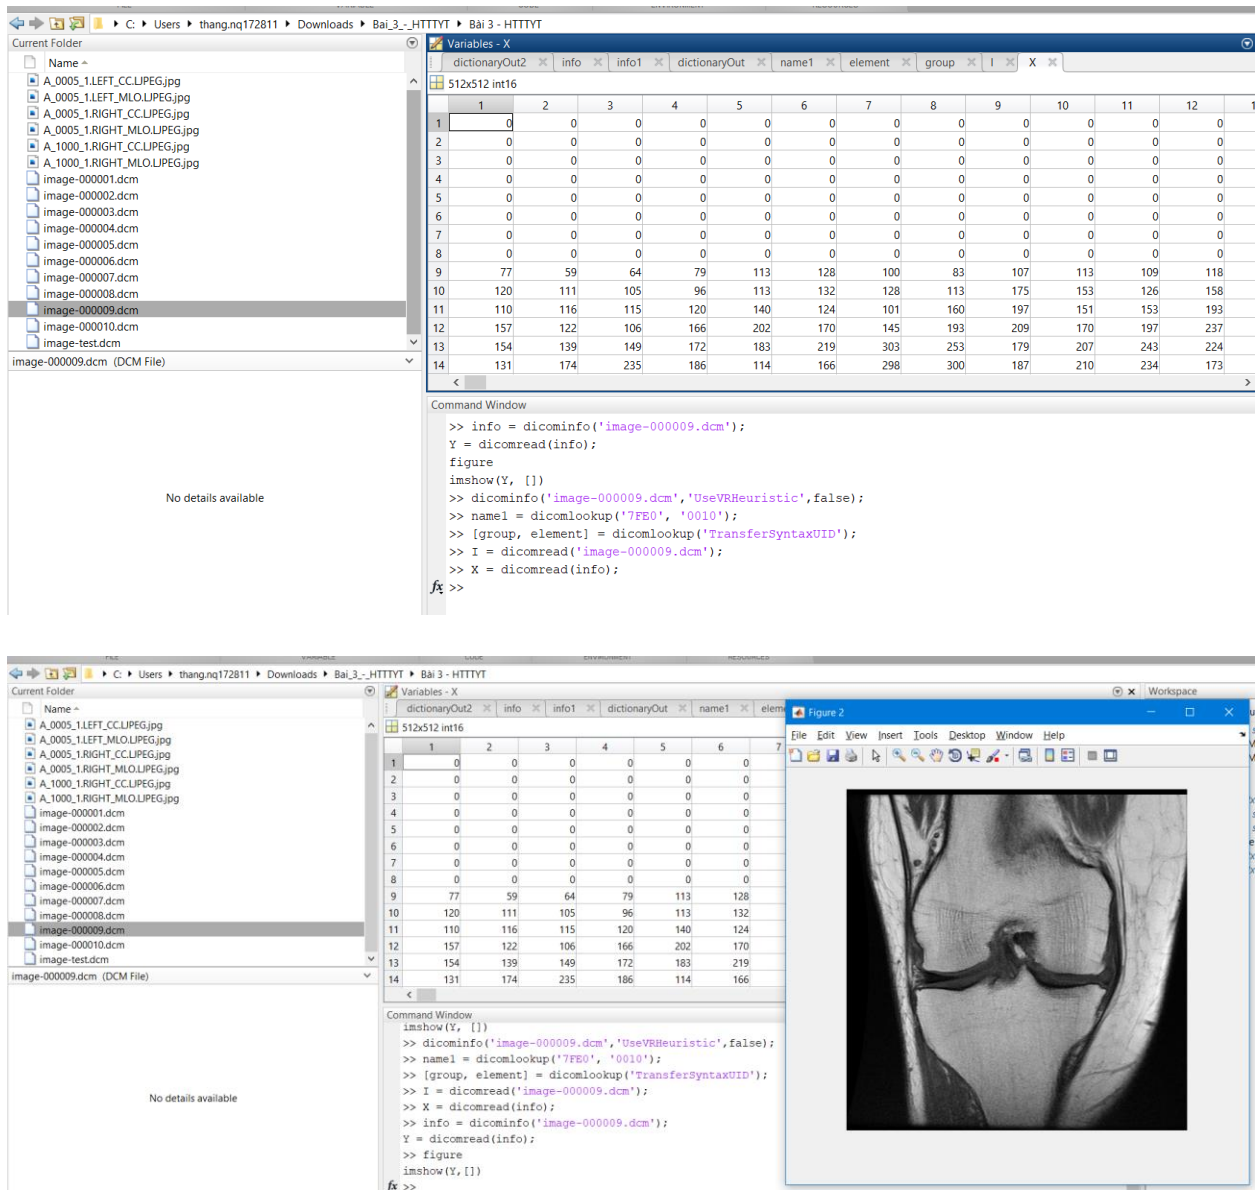 FILE VARIABLE CODE ENVIRONMENT RESOURCES
C: Users thang.nq172811 Downloads Bai_3_-_HTTTYT Bài 3 - HTTTYT
Current Folder
Name
A_0005_1.LEFT_CC.LJPEG.jpg
A_0005_1.LEFT_MLO.LJPEG.jpg
A_0005_1.RIGHT_CC.LJPEG.jpg
A_0005_1.RIGHT_MLO.LJPEG.jpg
A_1000_1.RIGHT_CC.LJPEG.jpg
A_1000_1.RIGHT_MLO.LJPEG.jpg
image-000001.dcm
image-000002.dcm
image-000003.dcm
image-000004.dcm
image-000005.dcm
image-000006.dcm
image-000007.dcm
image-000008.dcm
image-000009.dcm
image-000010.dcm
image-test.dcm
image-000009.dcm (DCM File)
No details available
Variables - X
dictionaryOut2 info info1 dictionaryOut name1 element group I X
512x512 int16
1 2 3 4 5 6 7 8 9 10 11 12 1
1 0 0 0 0 0 0 0 0 0 0 0 0
2 0 0 0 0 0 0 0 0 0 0 0 0
3 0 0 0 0 0 0 0 0 0 0 0 0
4 0 0 0 0 0 0 0 0 0 0 0 0
5 0 0 0 0 0 0 0 0 0 0 0 0
6 0 0 0 0 0 0 0 0 0 0 0 0
7 0 0 0 0 0 0 0 0 0 0 0 0
8 0 0 0 0 0 0 0 0 0 0 0 0
9 77 59 64 79 113 128 100 83 107 113 109 118
10 120 111 105 96 113 132 128 113 175 153 126 158
11 110 116 115 120 140 124 101 160 197 151 153 193
12 157 122 106 166 202 170 145 193 209 170 197 237
13 154 139 149 172 183 219 303 253 179 207 243 224
14 131 174 235 186 114 166 298 300 187 210 234 173
Command Window
>> info = dicominfo('image-000009.dcm');
Y = dicomread(info);
figure
imshow(Y, [])
>> dicominfo('image-000009.dcm','UseVRHeuristic',false);
>> name1 = dicomlookup('7FE0', '0010');
>> [group, element] = dicomlookup('TransferSyntaxUID');
>> I = dicomread('image-000009.dcm');
>> X = dicomread(info);
fx >>
FILE VARIABLE CODE ENVIRONMENT RESOURCES
C: Users thang.nq172811 Downloads Bai_3_-_HTTTYT Bài 3 - HTTTYT
Current Folder
Name
A_0005_1.LEFT_CC.LJPEG.jpg
A_0005_1.LEFT_MLO.LJPEG.jpg
A_0005_1.RIGHT_CC.LJPEG.jpg
A_0005_1.RIGHT_MLO.LJPEG.jpg
A_1000_1.RIGHT_CC.LJPEG.jpg
A_1000_1.RIGHT_MLO.LJPEG.jpg
image-000001.dcm
image-000002.dcm
image-000003.dcm
image-000004.dcm
image-000005.dcm
image-000006.dcm
image-000007.dcm
image-000008.dcm
image-000009.dcm
image-000010.dcm
image-test.dcm
image-000009.dcm (DCM File)
No details available
Variables - X
dictionaryOut2 info info1 dictionaryOut name1
512x512 int16
1 2 3 4 5 6 7
1 0 0 0 0 0 0
2 0 0 0 0 0 0
3 0 0 0 0 0 0
4 0 0 0 0 0 0
5 0 0 0 0 0 0
6 0 0 0 0 0 0
7 0 0 0 0 0 0
8 0 0 0 0 0 0
9 77 59 64 79 113 128
10 120 111 105 96 113 132
11 110 116 115 120 140 124
12 157 122 106 166 202 170
13 154 139 149 172 183 219
14 131 174 235 186 114 166
Command Window
imshow(Y, [])
>> dicominfo('image-000009.dcm','UseVRHeuristic',false);
>> name1 = dicomlookup('7FE0', '0010');
>> [group, element] = dicomlookup('TransferSyntaxUID');
>> I = dicomread('image-000009.dcm');
>> X = dicomread(info);
>> info = dicominfo('image-000009.dcm');
Y = dicomread(info);
>> figure
imshow(Y,[])
fx >>
Workspace
Figure 2
File Edit View Insert Tools Desktop Window Help